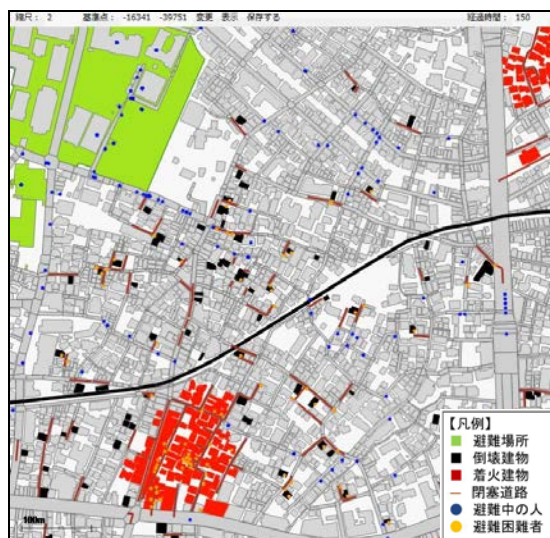 縮尺： 2　基準点： -16341　-39751　変更　表示　保存する　経過時間： 150
【凡例】
避難場所
倒壊建物
着火建物
閉塞道路
避難中の人
避難困難者
100m